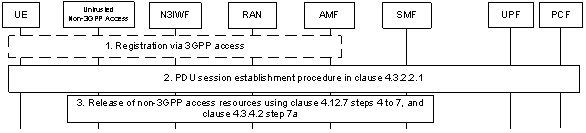 UE
Untrusted
Non-3GPP Access
N3IWF
RAN
AMF
SMF
UPF
PCF
1. Registration via 3GPP access
2. PDU session establishment procedure in clause 4.3.2.2.1
3. Release of non-3GPP access resources using clause 4.12.7 steps 4 to 7, and
clause 4.3.4.2 step 7a